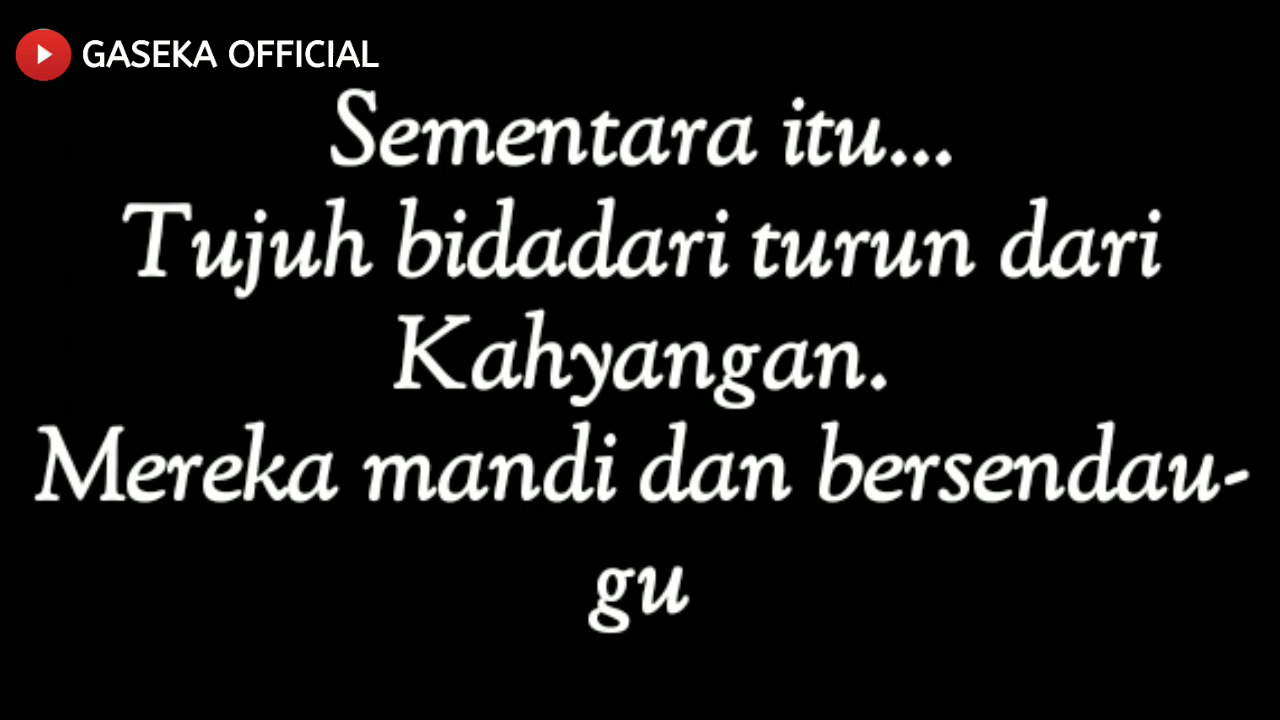 GASEKA OFFICIAL
Sementara itu...
Tujuh bidadari turun dari
Kahyangan.
Mereka mandi dan bersendau-
gu